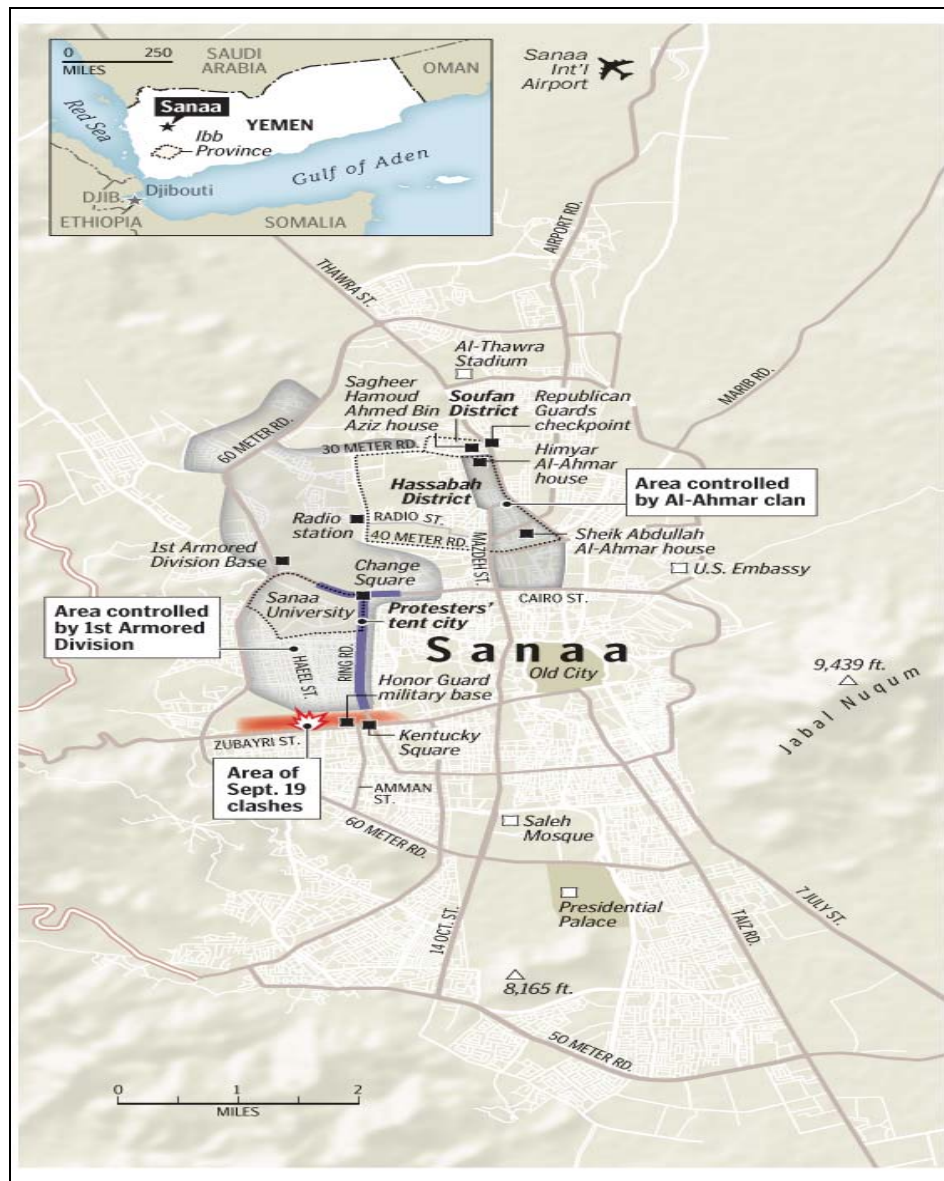 0 250
MILES
SAUDI
ARABIA
OMAN
Red Sea
Sanaa
YEMEN
Ibb
Province
Gulf of Aden
DJIB.
Djibouti
ETHIOPIA
SOMALIA
Sanaa
Int'l
Airport
AIRPORT RD.
THAWRA ST.
MARIB RD.
Al-Thawra
Stadium
Sagheer
Hamoud
Ahmed Bin
Aziz house
Soufan
District
Republican
Guards
checkpoint
60 METER RD.
30 METER RD.
Himyar
Al-Ahmar
house
Hassabah
District
Area controlled
by Al-Ahmar clan
Radio
station
RADIO ST.
40 METER RD.
MAZDEH ST.
Sheik Abdullah
Al-Ahmar house
1st Armored
Division Base
Change
Square
U.S. Embassy
Sanaa
University
CAIRO ST.
Protesters'
tent city
Area controlled
by 1st Armored
Division
Sanaa
HAEEL ST.
RING RD.
Old City
9,439 ft.
Jabal Nuqum
Honor Guard
military base
ZUBAYRI ST.
Kentucky
Square
Area of
Sept. 19
clashes
AMMAN
ST.
60 METER RD.
Saleh
Mosque
Presidential
Palace
14 OCT. ST.
TAIZ RD.
7 JULY ST.
8,165 ft.
50 METER RD.
0 1 2
MILES